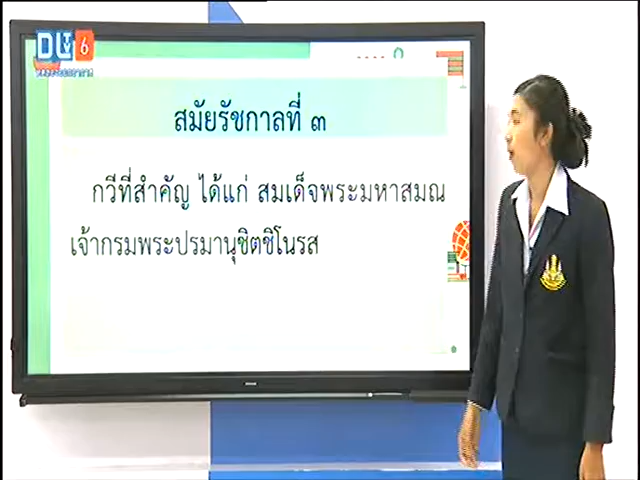 DLTV 6
สมัยรัชกาลที่ ๓
กวีที่สำคัญ ได้แก่ สมเด็จพระมหาสมณ
เจ้ากรมพระปรมานุชิตชิโนรส